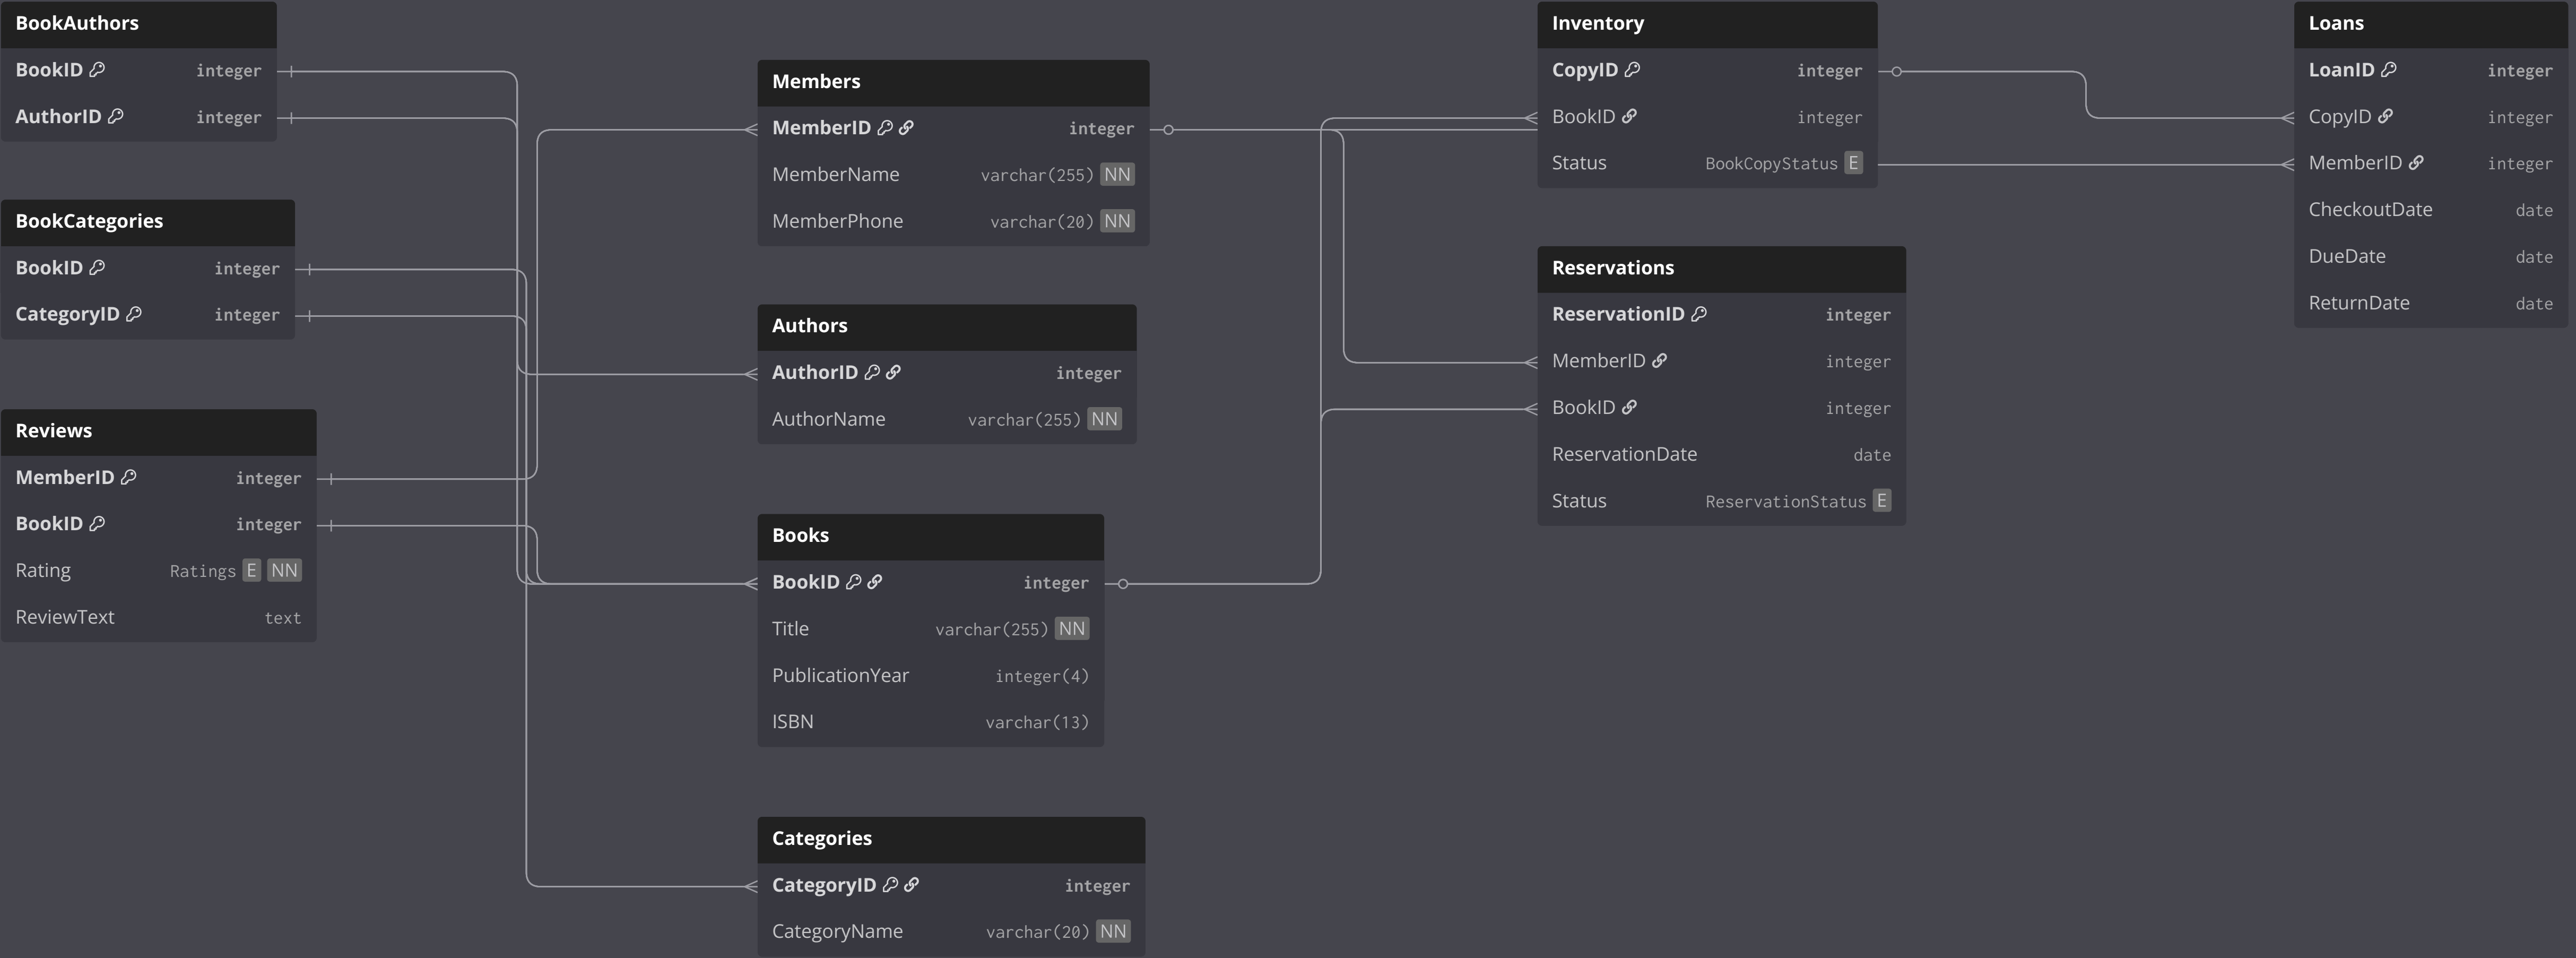 BookAuthors
BookID integer
AuthorID integer
BookCategories
BookID integer
CategoryID integer
Reviews
MemberID integer
BookID integer
Rating Ratings E NN
ReviewText text
Members
MemberID integer
MemberName varchar(255) NN
MemberPhone varchar(20) NN
Authors
AuthorID integer
AuthorName varchar(255) NN
Books
BookID integer
Title varchar(255) NN
PublicationYear integer(4)
ISBN varchar(13)
Categories
CategoryID integer
CategoryName varchar(20) NN
Inventory
CopyID integer
BookID integer
Status BookCopyStatus E
Reservations
ReservationID integer
MemberID integer
BookID integer
ReservationDate date
Status ReservationStatus E
Loans
LoanID integer
CopyID integer
MemberID integer
CheckoutDate date
DueDate date
ReturnDate date